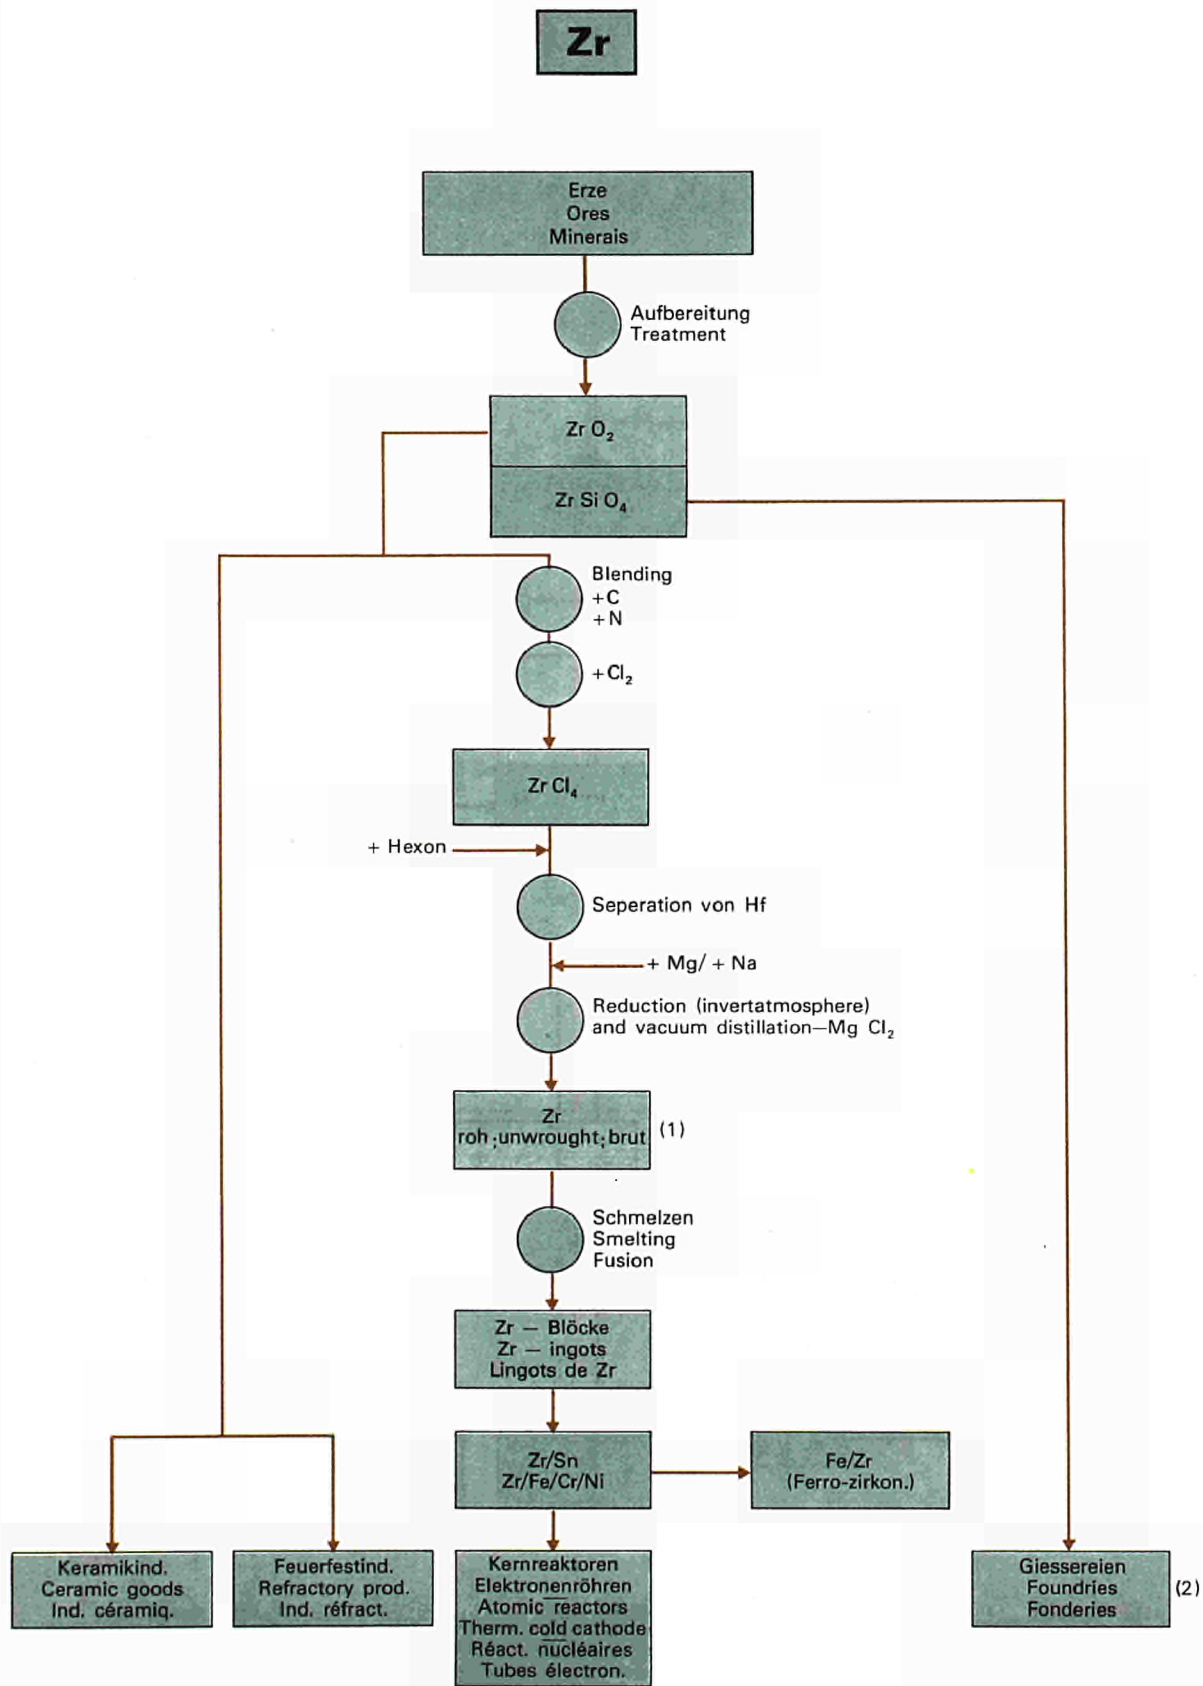 Zr
Erze
Ores
Minerais
Aufbereitung
Treatment
Zr O₂
Zr Si O₄
Blending
+C
+N
+Cl₂
Zr Cl₄
+ Hexon
Seperation von Hf
+ Mg/ + Na
Reduction (invertatmosphere)
and vacuum distillation—Mg Cl₂
Zr
roh ;unwrought; brut
(1)
Schmelzen
Smelting
Fusion
Zr — Blöcke
Zr — ingots
Lingots de Zr
Zr/Sn
Zr/Fe/Cr/Ni
Fe/Zr
(Ferro-zirkon.)
Keramikind.
Ceramic goods
Ind. céramiq.
Feuerfestind.
Refractory prod.
Ind. réfract.
Kernreaktoren
Elektronenröhren
Atomic reactors
Therm. cold cathode
Réact. nucléaires
Tubes électron.
Giessereien
Foundries
Fonderies
(2)